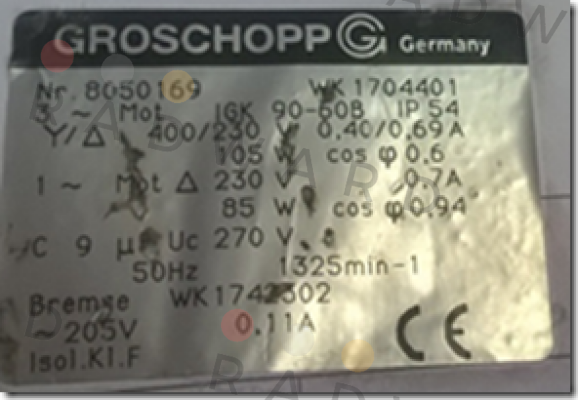 GROSCHOPP G Germany
Nr. 8050169 WK 1704401
3 ~ Mot IGK 90-60B IP 54
Y/Δ 400/230 V 0.40/0.69A
105 W cos φ 0.6
1 ~ Mot Δ 230 V 0.7A
85 W cos φ 0.94
C 9 µF Uc 270 V
50Hz 1325min-1
Bremse WK 1742302
~ 205V 0.11A
Isol.Kl.F CE